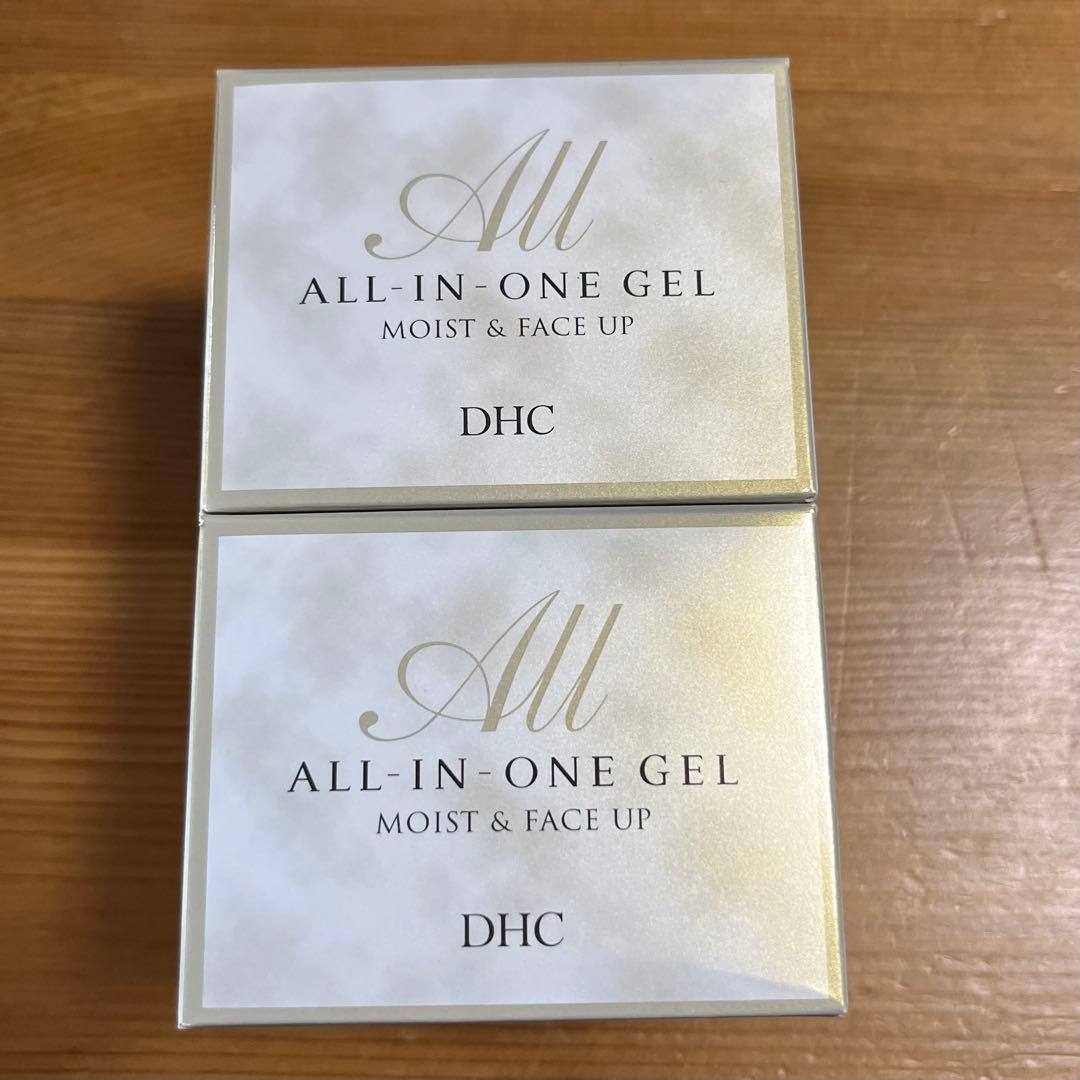 All
ALL-IN-ONE GEL
MOIST & FACE UP
DHC
All
ALL-IN-ONE GEL
MOIST & FACE UP
DHC